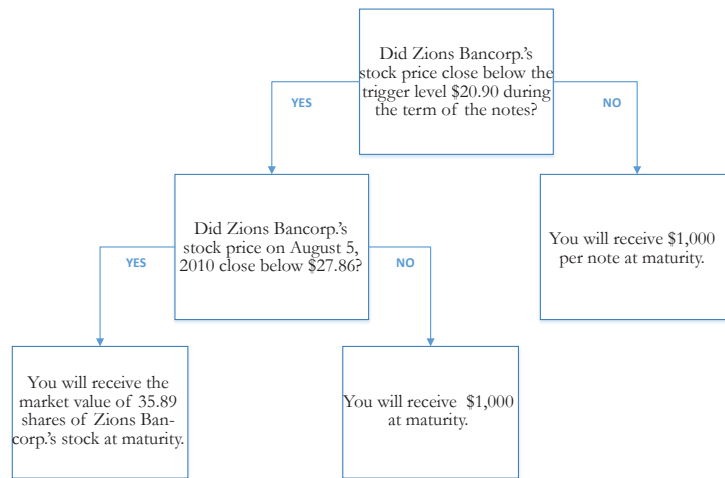 Did Zions Bancorp.'s
stock price close below the
trigger level $20.90 during
the term of the notes?
YES
NO
Did Zions Bancorp.'s
stock price on August 5,
2010 close below $27.86?
You will receive $1,000
per note at maturity.
YES
NO
You will receive the
market value of 35.89
shares of Zions Ban-
corp.'s stock at maturity.
You will receive $1,000
at maturity.